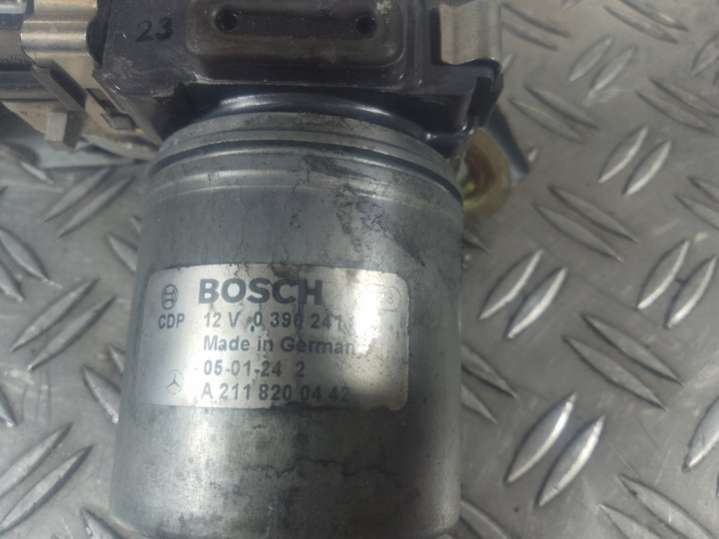 23
BOSCH
CDP 12 V 0 390 241
Made in German
05-01-24 2
A 211 820 04 42